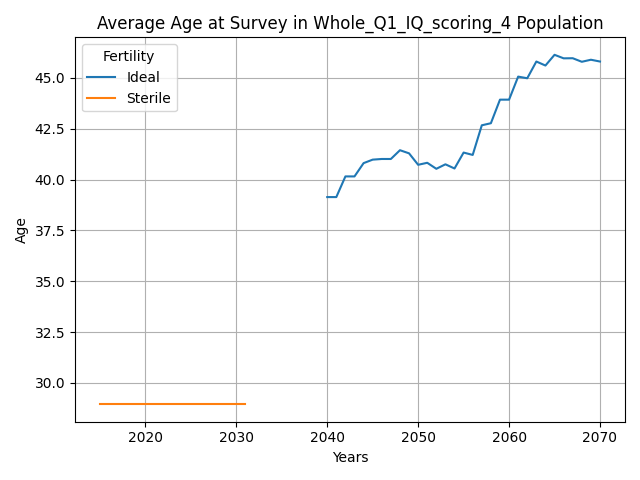 Average Age at Survey in Whole_Q1_IQ_scoring_4 Population
Fertility
Ideal
Sterile
45.0
42.5
40.0
37.5
35.0
32.5
30.0
Age
2020 2030 2040 2050 2060 2070
Years